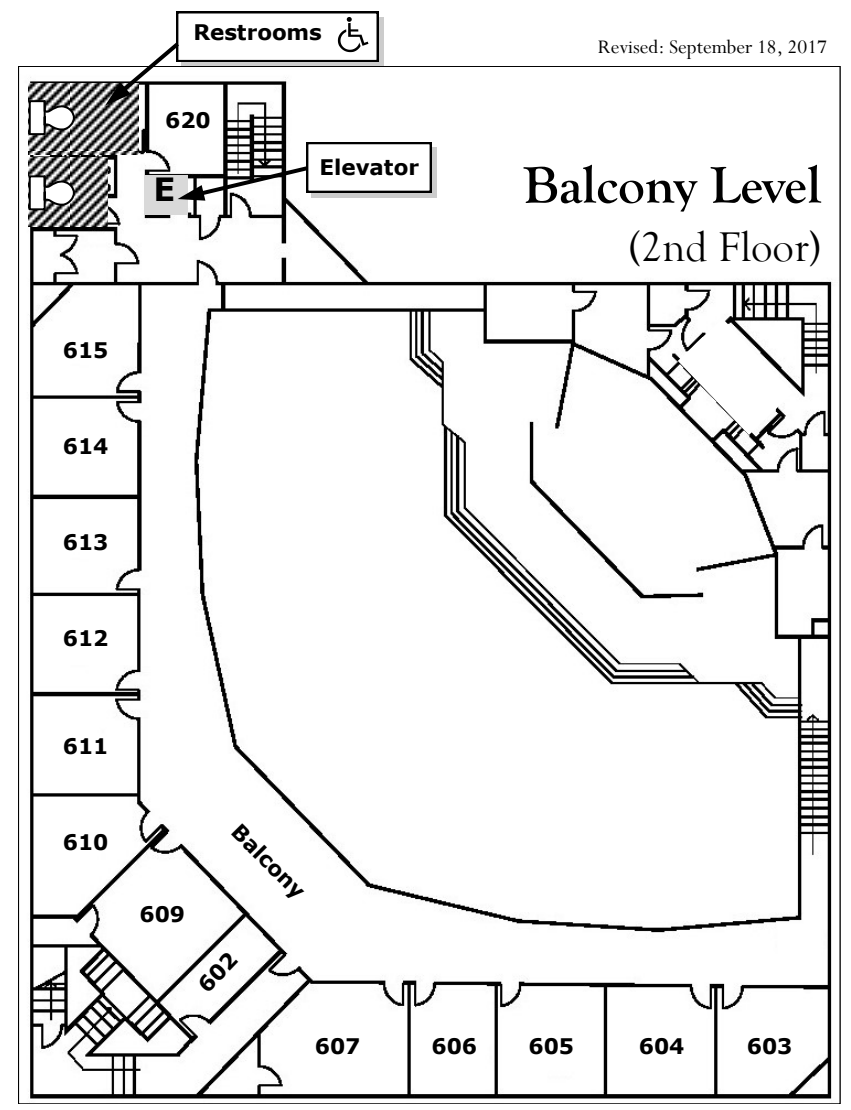 Restrooms
Revised: September 18, 2017
620
Elevator
E
Balcony Level
(2nd Floor)
615
614
613
612
611
610
Balcony
609
602
607
606
605
604
603